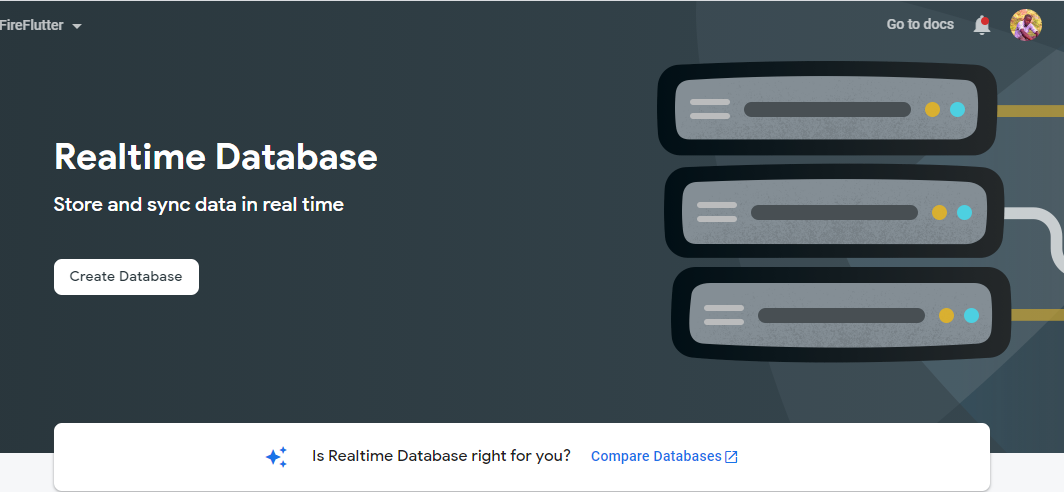 FireFlutter
Go to docs
Realtime Database
Store and sync data in real time
Create Database
Is Realtime Database right for you? Compare Databases